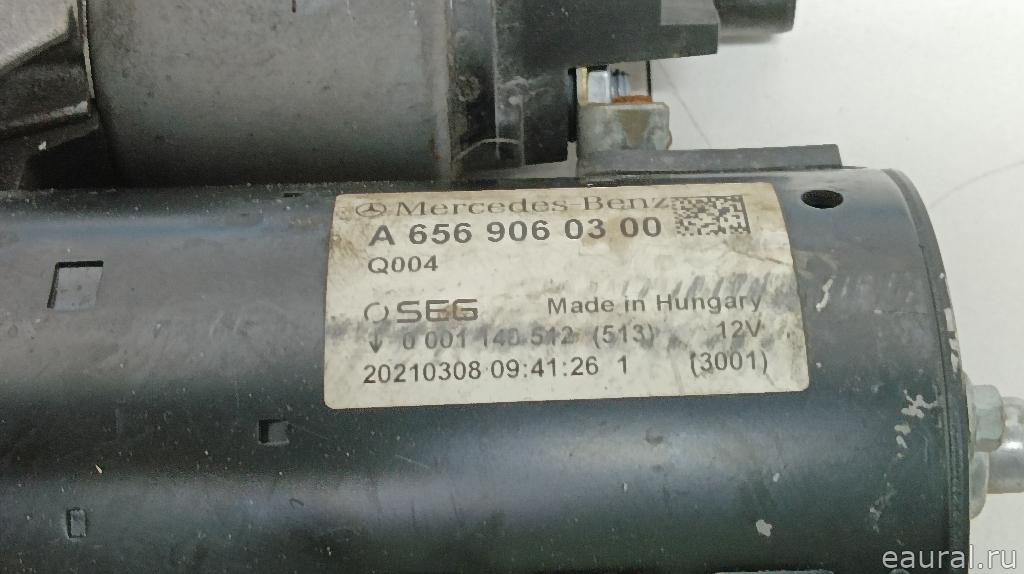 Mercedes-Benz
A 656 906 03 00
Q004
SEG Made in Hungary
0 001 140 512 (513) 12V
20210308 09:41:26 1 (3001)
eaural.ru